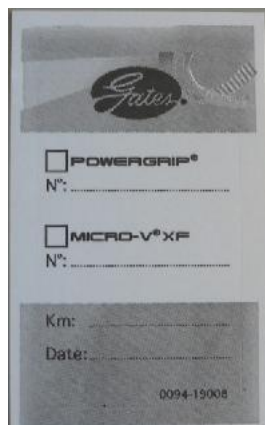 Gates
POWERGRIP®
N°:
MICRO-V® XF
N°:
Km:
Date:
0094-19008